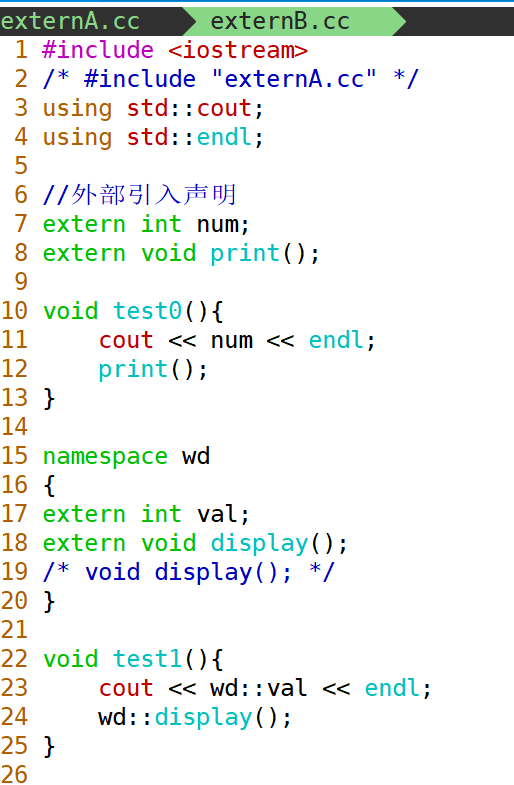 externA.cc externB.cc
1 #include <iostream>
2 /* #include "externA.cc" */
3 using std::cout;
4 using std::endl;
5
6 //外部引入声明
7 extern int num;
8 extern void print();
9
10 void test0(){
11     cout << num << endl;
12     print();
13 }
14
15 namespace wd
16 {
17 extern int val;
18 extern void display();
19 /* void display(); */
20 }
21
22 void test1(){
23     cout << wd::val << endl;
24     wd::display();
25 }
26